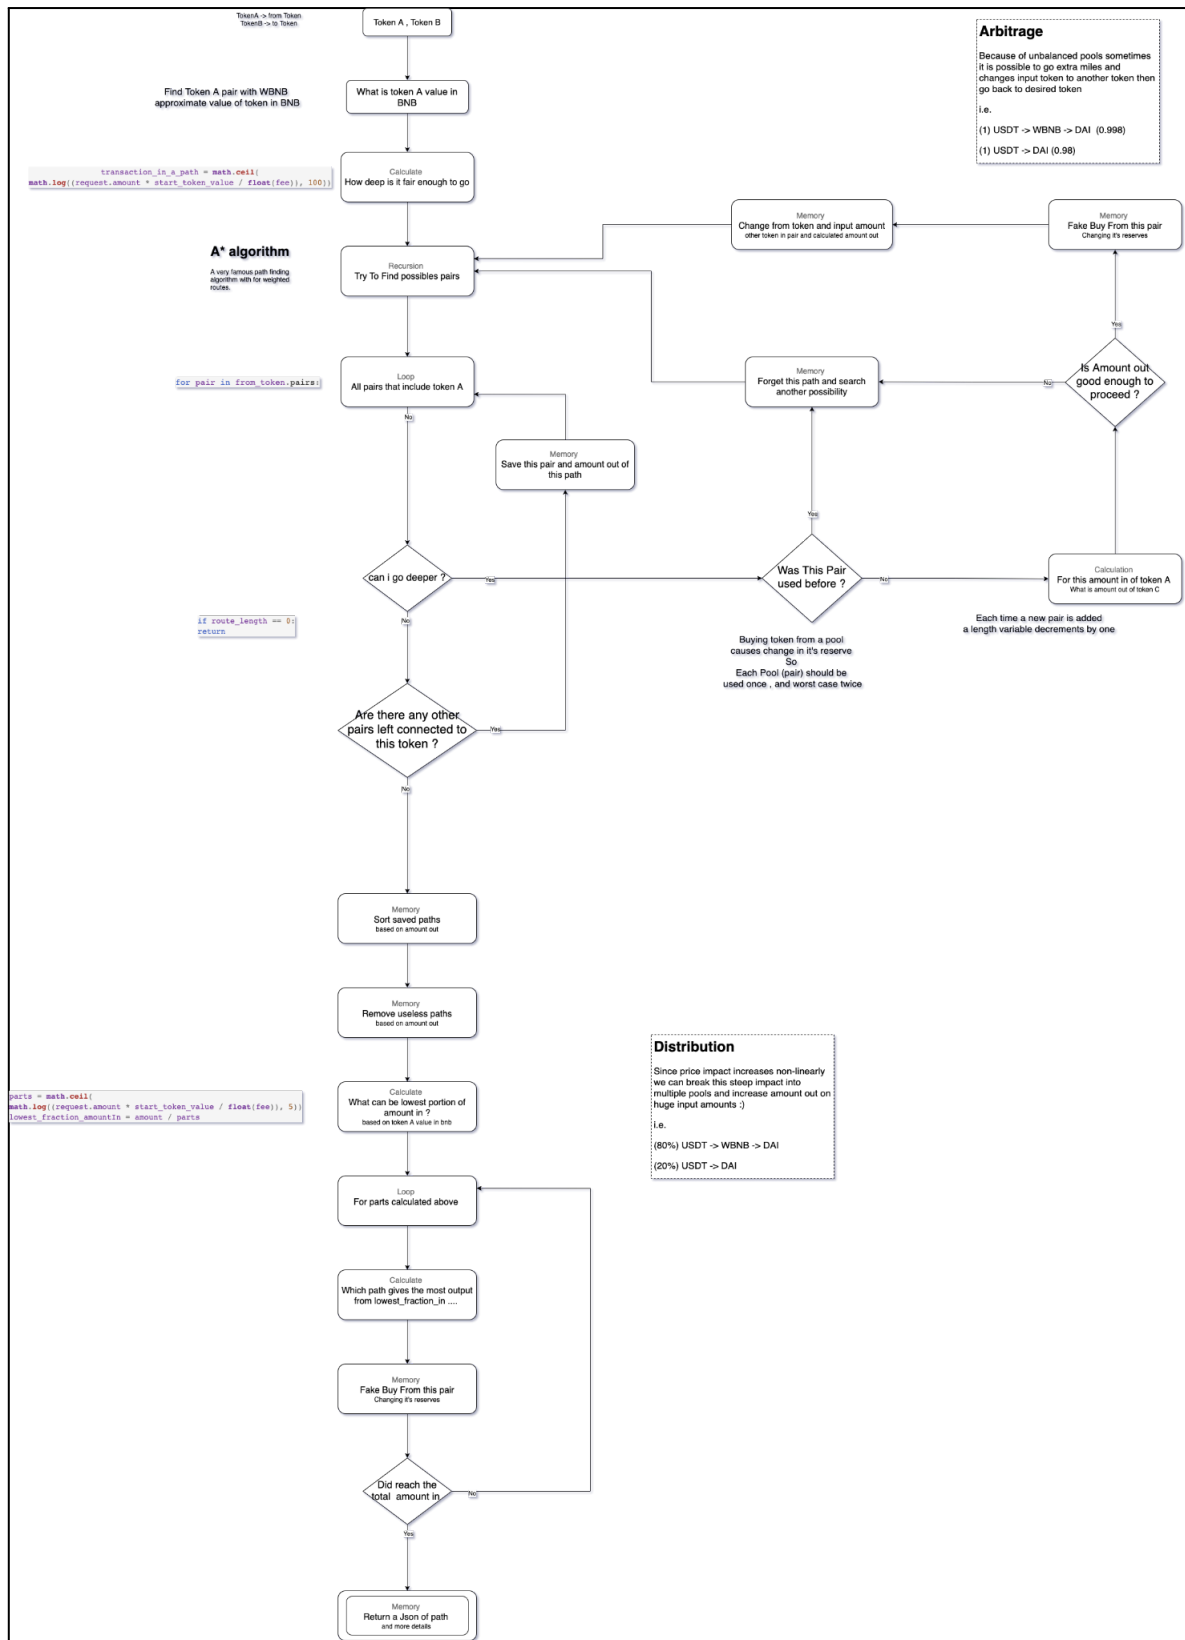 TokenA -> from Token
TokenB -> to Token
Token A , Token B
Arbitrage
Because of unbalanced pools sometimes
it is possible to go extra miles and
changes input token to another token then
go back to desired token
i.e.
(1) USDT -> WBNB -> DAI  (0.998)
(1) USDT -> DAI (0.98)
Find Token A pair with WBNB
approximate value of token in BNB
What is token A value in
BNB
transaction_in_a_path = math.ceil(
math.log((request.amount * start_token_value / float(fee)), 100))
Calculate
How deep is it fair enough to go
A* algorithm
A very famous path finding
algorithm with for weighted
routes.
Recursion
Try To Find possibles pairs
Memory
Change from token and input amount
other token in pair and calculated amount out
Memory
Fake Buy From this pair
Changing it's reserves
Yes
for pair in from_token.pairs:
Loop
All pairs that include token A
No
Memory
Forget this path and search
another possibility
No
Is Amount out
good enough to
proceed ?
Memory
Save this pair and amount out of
this path
Yes
can i go deeper ?
Yes
Was This Pair
used before ?
No
Calculation
For this amount in of token A
What is amount out of token C
if route_length == 0:
return
No
Each time a new pair is added
a length variable decrements by one
Buying token from a pool
causes change in it's reserve
So
Each Pool (pair) should be
used once , and worst case twice
Are there any other
pairs left connected to
this token ?
Yes
No
Memory
Sort saved paths
based on amount out
Memory
Remove useless paths
based on amount out
Distribution
Since price impact increases non-linearly
we can break this steep impact into
multiple pools and increase amount out on
huge input amounts :)
i.e.
(80%) USDT -> WBNB -> DAI
(20%) USDT -> DAI
parts = math.ceil(
math.log((request.amount * start_token_value / float(fee)), 5))
lowest_fraction_amountIn = amount / parts
Calculate
What can be lowest portion of
amount in ?
based on token A value in bnb
Loop
For parts calculated above
Calculate
Which path gives the most output
from lowest_fraction_in ....
Memory
Fake Buy From this pair
Changing it's reserves
Did reach the
total  amount in
No
Yes
Memory
Return a Json of path
and more details